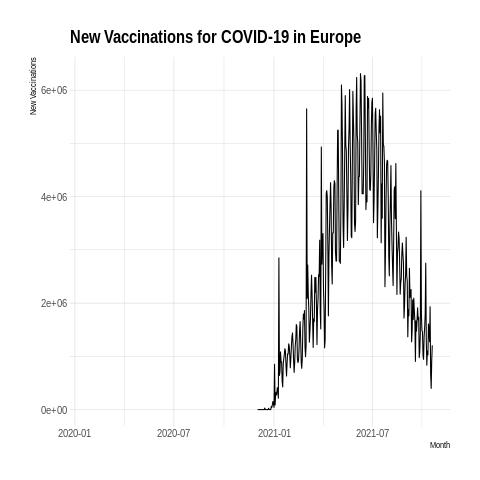 New Vaccinations for COVID-19 in Europe
New Vaccinations
6e+06
4e+06
2e+06
0e+00
2020-01 2020-07 2021-01 2021-07
Month